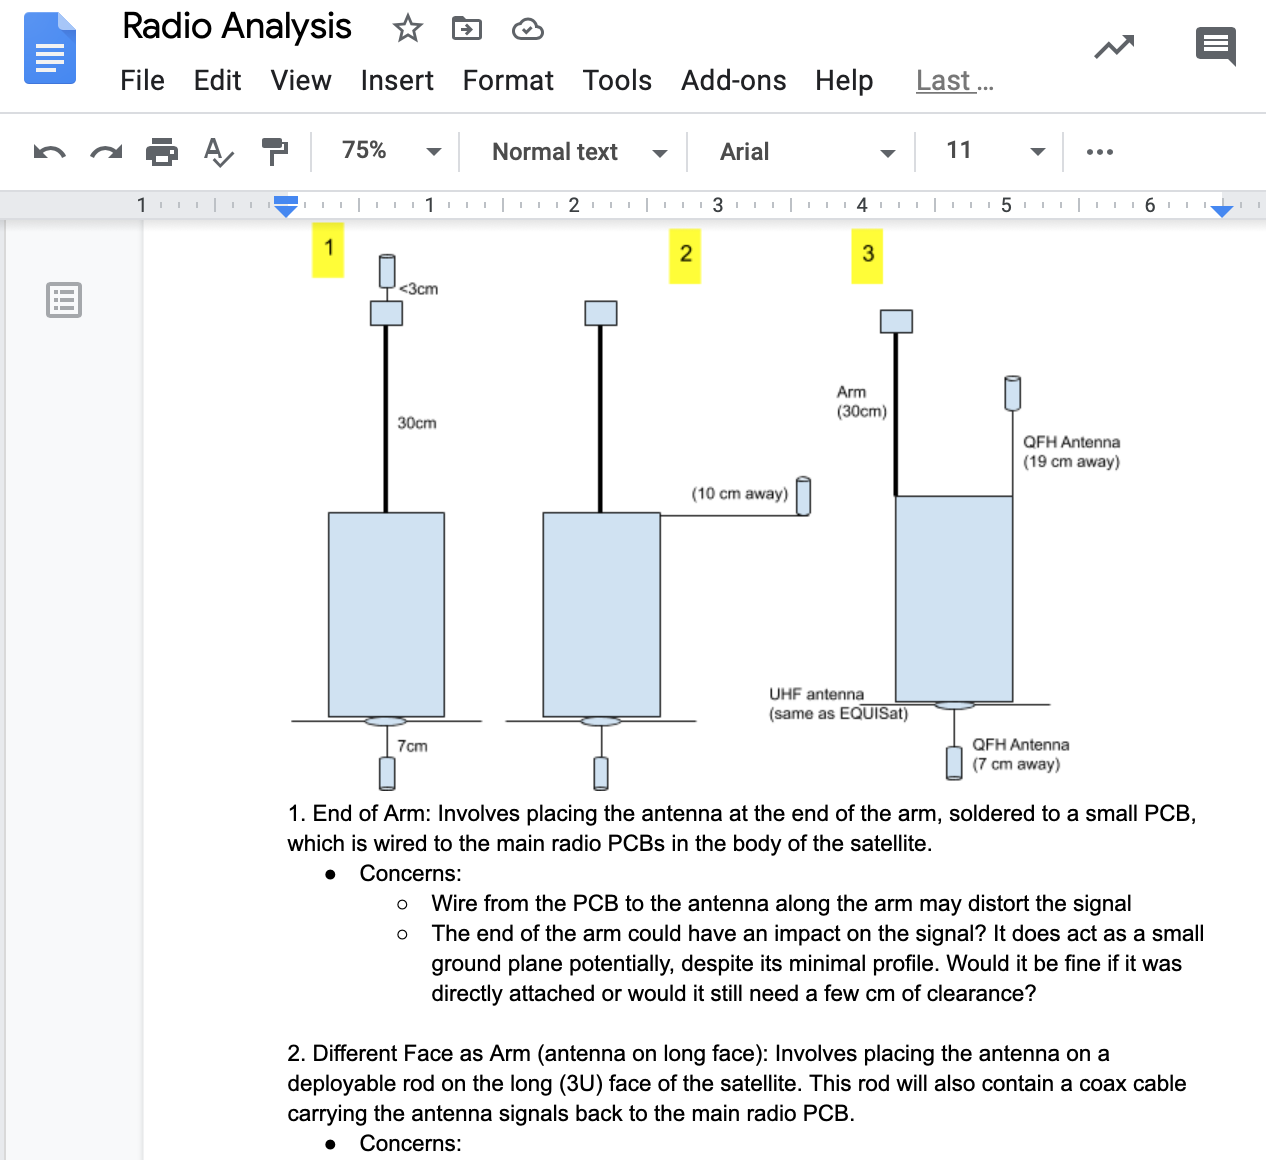 Radio Analysis
File Edit View Insert Format Tools Add-ons Help Last ...
75% Normal text Arial 11
1 1 2 3 4 5 6
1 2 3
<3cm
30cm
(10 cm away)
Arm
(30cm)
QFH Antenna
(19 cm away)
UHF antenna
(same as EQUISat)
7cm
QFH Antenna
(7 cm away)
1. End of Arm: Involves placing the antenna at the end of the arm, soldered to a small PCB,
which is wired to the main radio PCBs in the body of the satellite.
● Concerns:
○ Wire from the PCB to the antenna along the arm may distort the signal
○ The end of the arm could have an impact on the signal? It does act as a small
ground plane potentially, despite its minimal profile. Would it be fine if it was
directly attached or would it still need a few cm of clearance?
2. Different Face as Arm (antenna on long face): Involves placing the antenna on a
deployable rod on the long (3U) face of the satellite. This rod will also contain a coax cable
carrying the antenna signals back to the main radio PCB.
● Concerns: